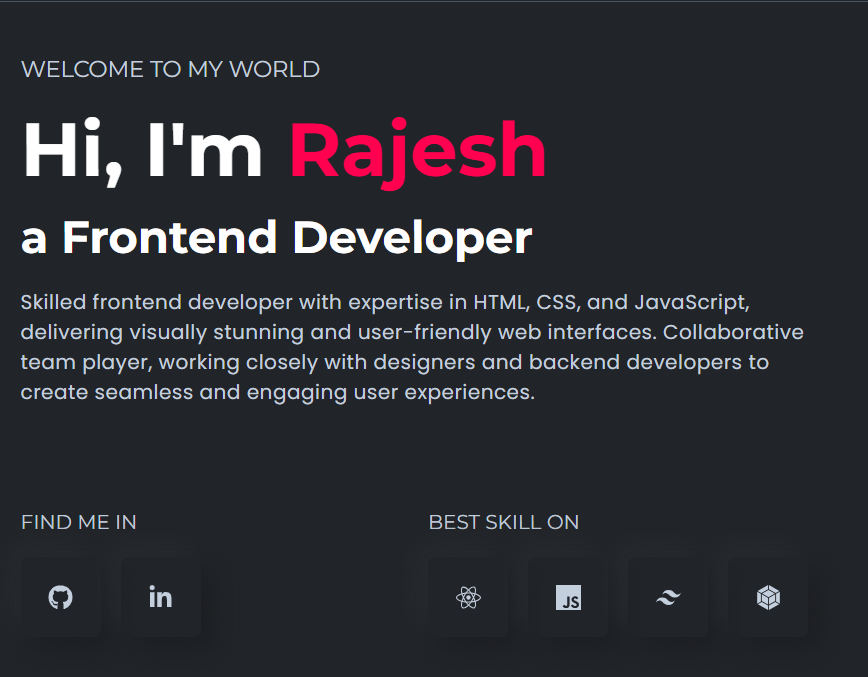 WELCOME TO MY WORLD
Hi, I'm Rajesh
a Frontend Developer
Skilled frontend developer with expertise in HTML, CSS, and JavaScript,
delivering visually stunning and user-friendly web interfaces. Collaborative
team player, working closely with designers and backend developers to
create seamless and engaging user experiences.
FIND ME IN
BEST SKILL ON
in
JS